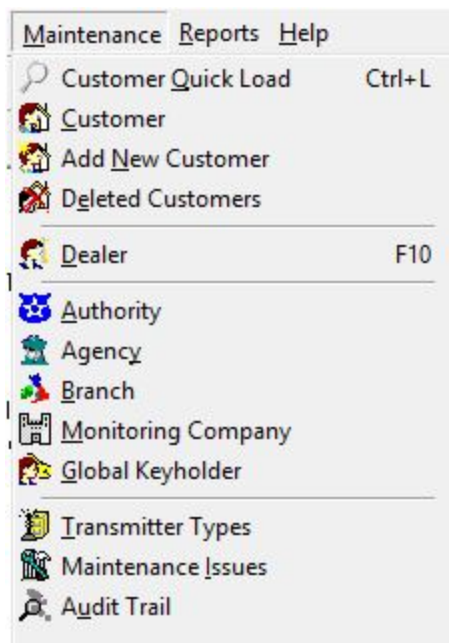 Maintenance Reports Help
Customer Quick Load Ctrl+L
Customer
Add New Customer
Deleted Customers
Dealer F10
Authority
Agency
Branch
Monitoring Company
Global Keyholder
Transmitter Types
Maintenance Issues
Audit Trail